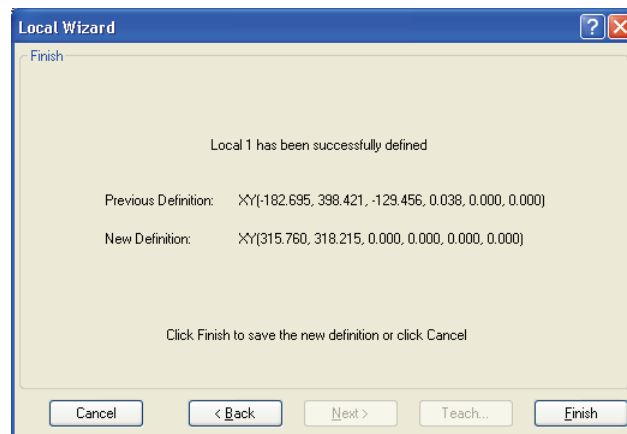 Local Wizard
Finish
Local 1 has been successfully defined
Previous Definition: XY(-182.695, 398.421, -129.456, 0.038, 0.000, 0.000)
New Definition: XY(315.760, 318.215, 0.000, 0.000, 0.000, 0.000)
Click Finish to save the new definition or click Cancel
Cancel < Back Next > Teach... Finish